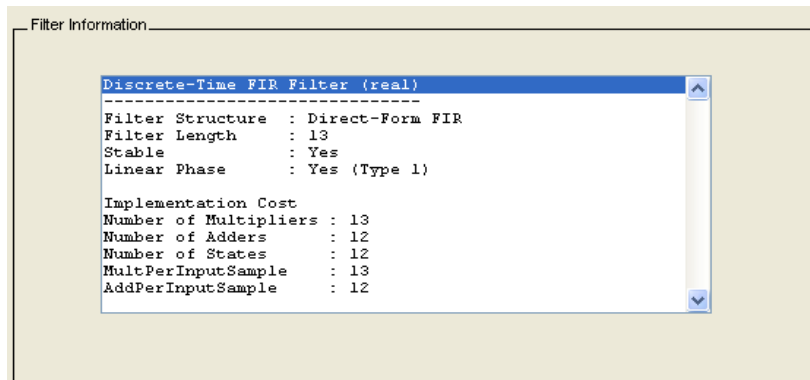 Filter Information
Discrete-Time FIR Filter (real)
-------------------------------
Filter Structure  : Direct-Form FIR
Filter Length     : 13
Stable            : Yes
Linear Phase      : Yes (Type 1)
Implementation Cost
Number of Multipliers : 13
Number of Adders      : 12
Number of States      : 12
MultPerInputSample    : 13
AddPerInputSample     : 12